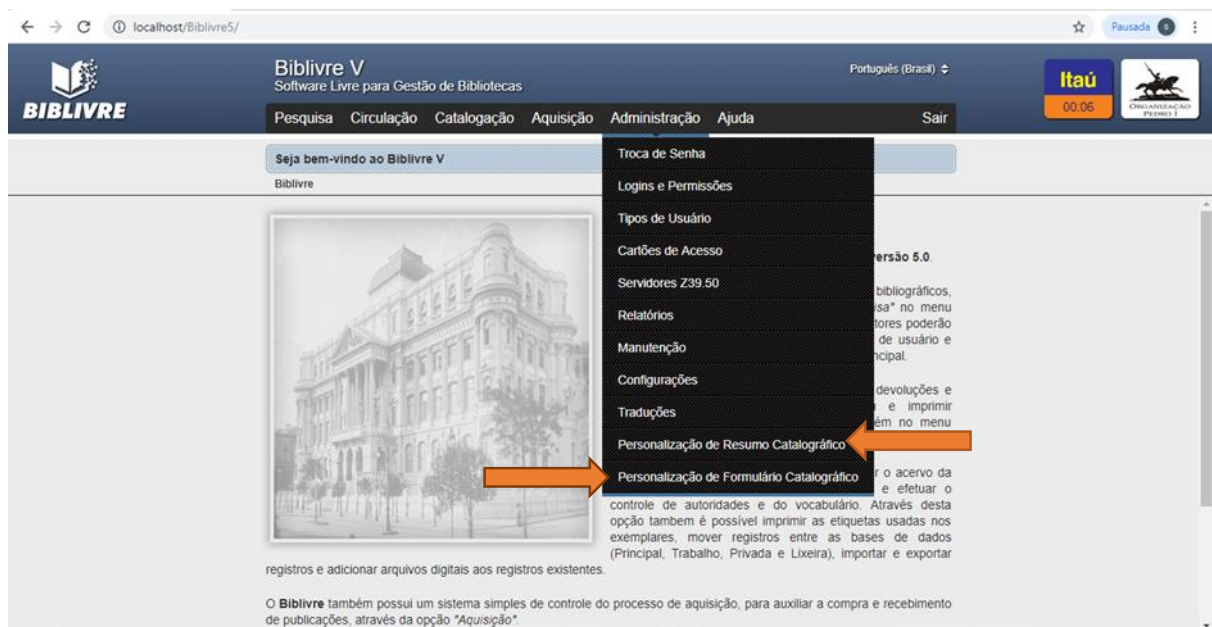 localhost/Biblivre5/
Pausada
s
BIBLIVRE
Biblivre V
Software Livre para Gestão de Bibliotecas
Português (Brasil)
Itaú
00:06
ORGANIZAÇÃO
PEDRO I
Pesquisa Circulação Catalogação Aquisição Administração Ajuda Sair
Seja bem-vindo ao Biblivre V
Biblivre
Troca de Senha
Logins e Permissões
Tipos de Usuário
Cartões de Acesso
Servidores Z39.50
Relatórios
Manutenção
Configurações
Traduções
Personalização de Resumo Catalográfico
Personalização de Formulário Catalográfico
ersão 5.0.
bibliográficos,
isa" no menu
tores poderão
de usuário e
ncipal.
devoluções e
e imprimir
ém no menu
r o acervo da
e efetuar o
controle de autoridades e do vocabulário. Através desta
opção tambem é possível imprimir as etiquetas usadas nos
exemplares, mover registros entre as bases de dados
(Principal, Trabalho, Privada e Lixeira), importar e exportar
registros e adicionar arquivos digitais aos registros existentes.
O Biblivre também possui um sistema simples de controle do processo de aquisição, para auxiliar a compra e recebimento
de publicações, através da opção "Aquisição".